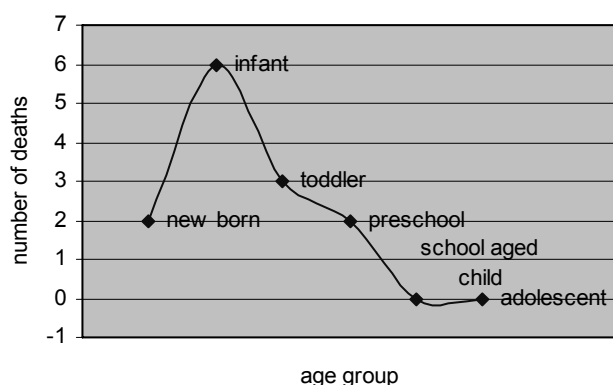 number of deaths
7
6
5
4
3
2
1
0
-1
infant
toddler
new born
preschool
school aged
child
adolescent
age group